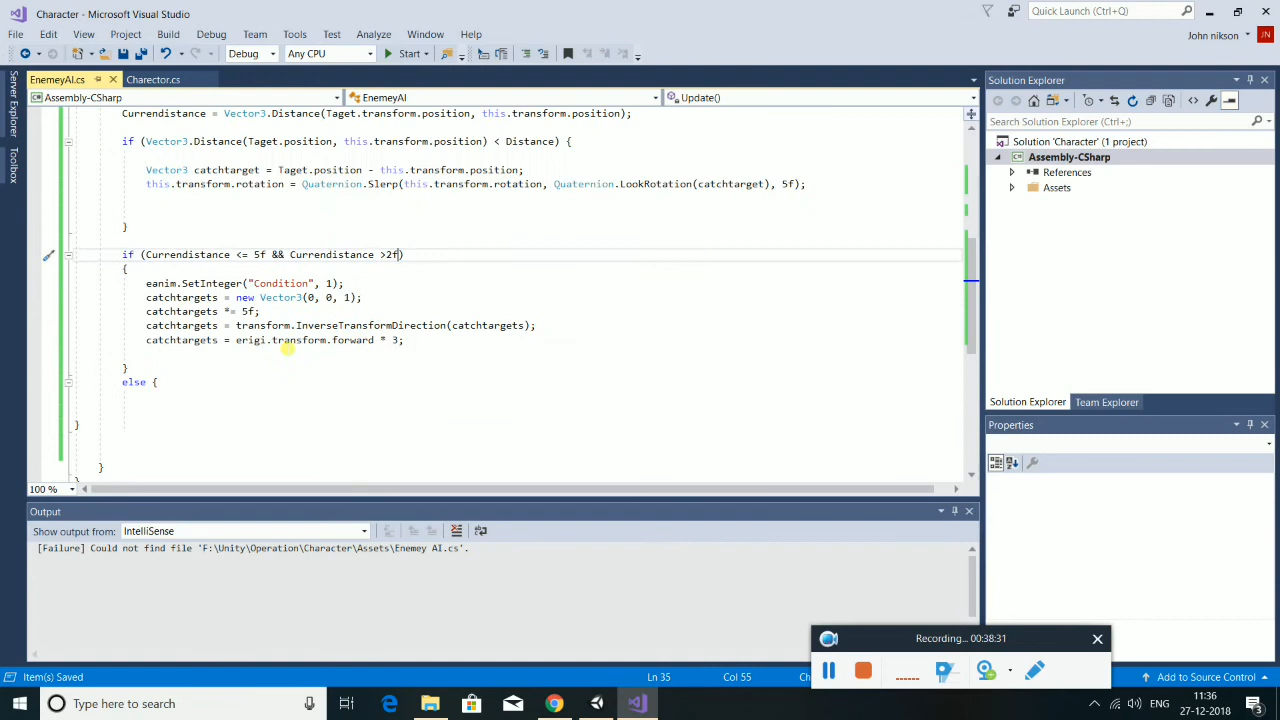 Character - Microsoft Visual Studio
Quick Launch (Ctrl+Q)
File Edit View Project Build Debug Team Tools Test Analyze Window Help
John nikson JN
Debug Any CPU Start
Server Explorer
Toolbox
EnemeyAI.cs Charector.cs
Assembly-CSharp EnemeyAI Update()
Currendistance = Vector3.Distance(Taget.transform.position, this.transform.position);
if (Vector3.Distance(Taget.position, this.transform.position) < Distance) {
Vector3 catchtarget = Taget.position - this.transform.position;
this.transform.rotation = Quaternion.Slerp(this.transform.rotation, Quaternion.LookRotation(catchtarget), 5f);
}
if (Currendistance <= 5f && Currendistance >2f)
{
eanim.SetInteger("Condition", 1);
catchtargets = new Vector3(0, 0, 1);
catchtargets *= 5f;
catchtargets = transform.InverseTransformDirection(catchtargets);
catchtargets = erigi.transform.forward * 3;
}
else {
}
}
100 %
Output
Show output from: IntelliSense
[Failure] Could not find file 'F:\Unity\Operation\Character\Assets\Enemey AI.cs'.
Solution Explorer
Search Solution Explorer (Ctrl+;)
Solution 'Character' (1 project)
Assembly-CSharp
References
Assets
Solution Explorer Team Explorer
Properties
Recording... 00:38:31
Item(s) Saved Ln 35 Col 55 Add to Source Control
Type here to search
ENG
11:36
27-12-2018
3